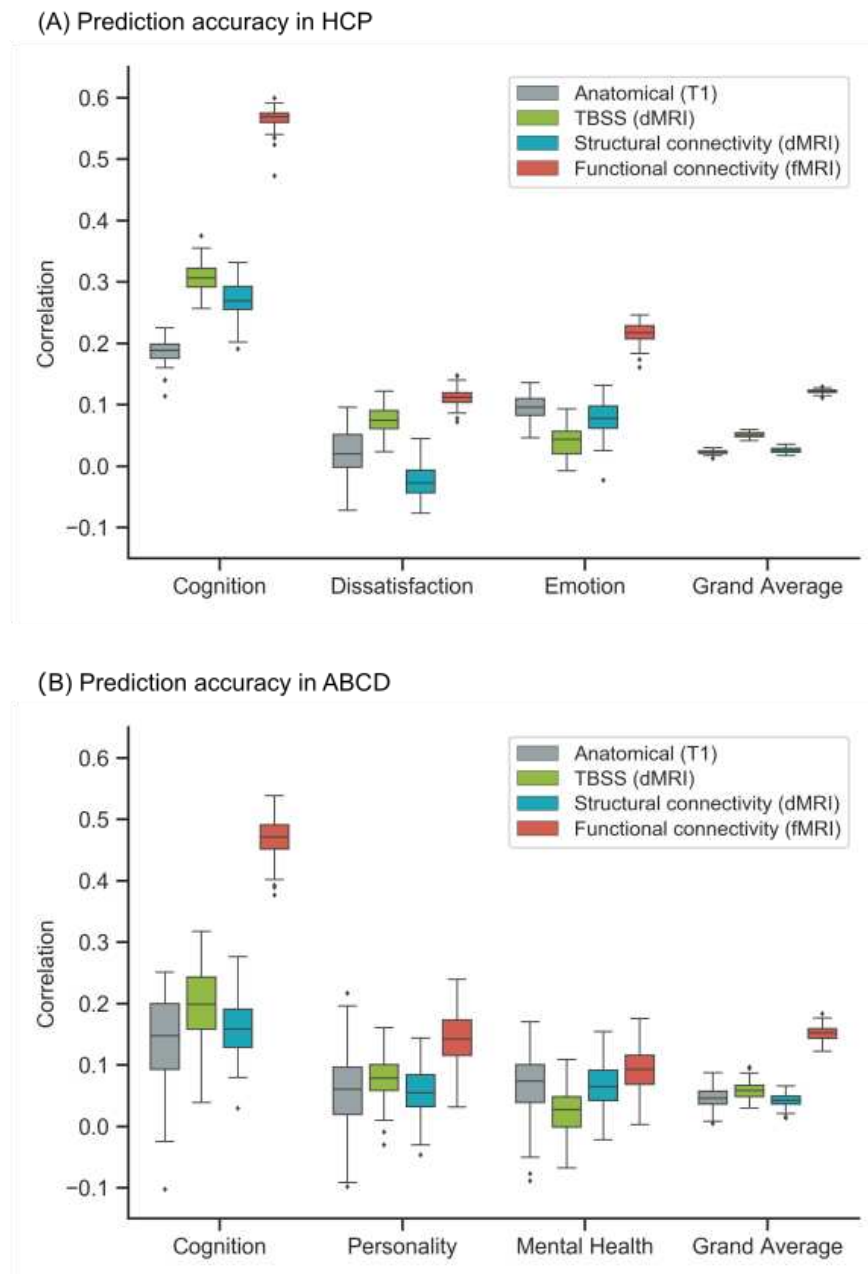 (A) Prediction accuracy in HCP
Anatomical (T1)
TBSS (dMRI)
Structural connectivity (dMRI)
Functional connectivity (fMRI)
0.6
0.5
0.4
0.3
0.2
0.1
0.0
−0.1
Correlation
Cognition Dissatisfaction Emotion Grand Average
(B) Prediction accuracy in ABCD
Anatomical (T1)
TBSS (dMRI)
Structural connectivity (dMRI)
Functional connectivity (fMRI)
0.6
0.5
0.4
0.3
0.2
0.1
0.0
−0.1
Correlation
Cognition Personality Mental Health Grand Average